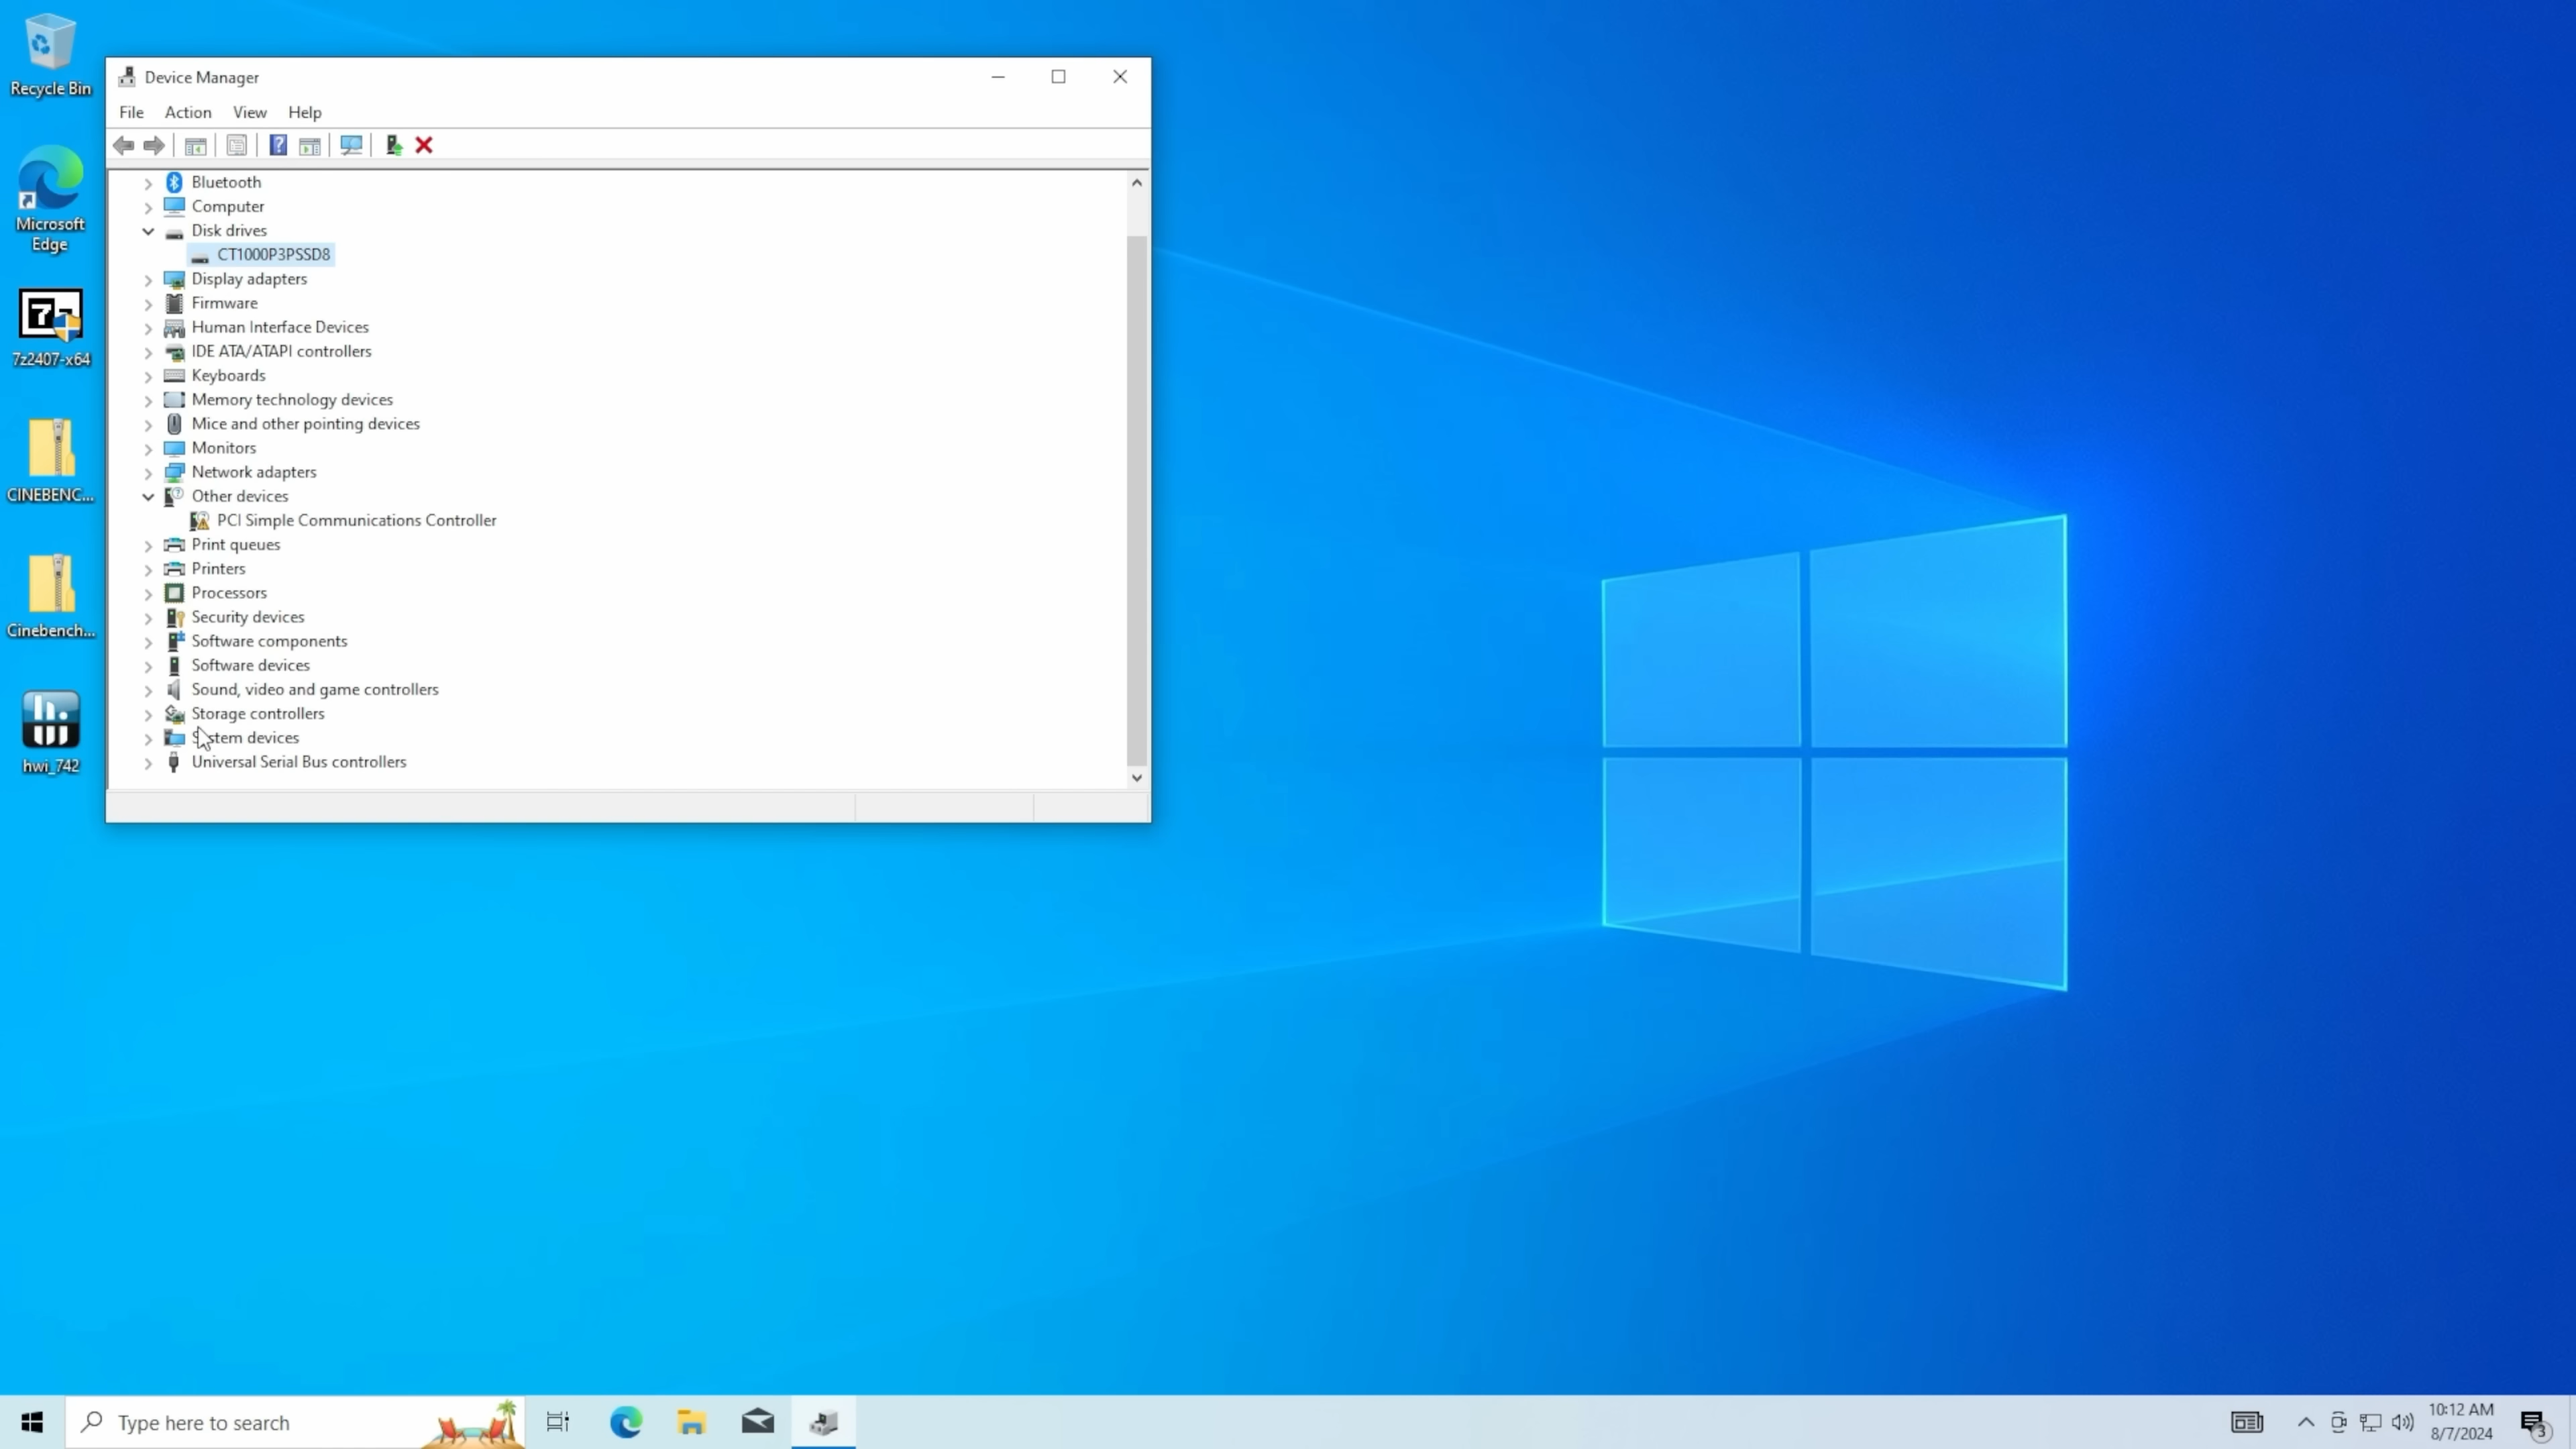 Recycle Bin
Microsoft
Edge
7z2407-x64
CINEBENC...
Cinebench...
hwi_742
Device Manager
File Action View Help
Bluetooth
Computer
Disk drives
CT1000P3PSSD8
Display adapters
Firmware
Human Interface Devices
IDE ATA/ATAPI controllers
Keyboards
Memory technology devices
Mice and other pointing devices
Monitors
Network adapters
Other devices
PCI Simple Communications Controller
Print queues
Printers
Processors
Security devices
Software components
Software devices
Sound, video and game controllers
Storage controllers
System devices
Universal Serial Bus controllers
Type here to search
10:12 AM
8/7/2024
3